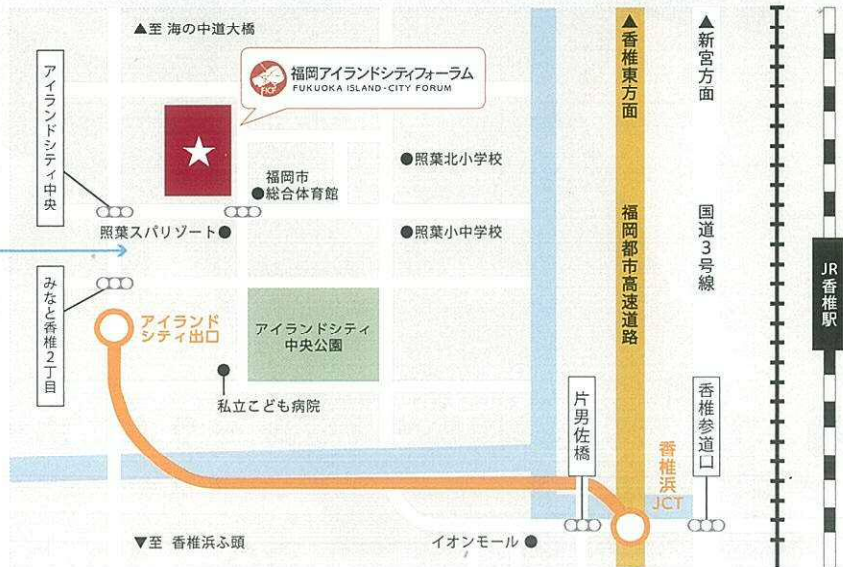 ▲至 海の中道大橋
福岡アイランドシティフォーラム
FUKUOKA ISLAND-CITY FORUM
FICF
▲香椎東方面
▲新宮方面
アイランドシティ中央
福岡市
総合体育館
●照葉北小学校
照葉スパリゾート●
●照葉小中学校
福岡都市高速道路
国道3号線
JR香椎駅
みなと香椎2丁目
アイランド
シティ出口
アイランドシティ
中央公園
私立こども病院
片男佐橋
香椎参道口
香椎浜
JCT
▼至 香椎浜ふ頭
イオンモール●